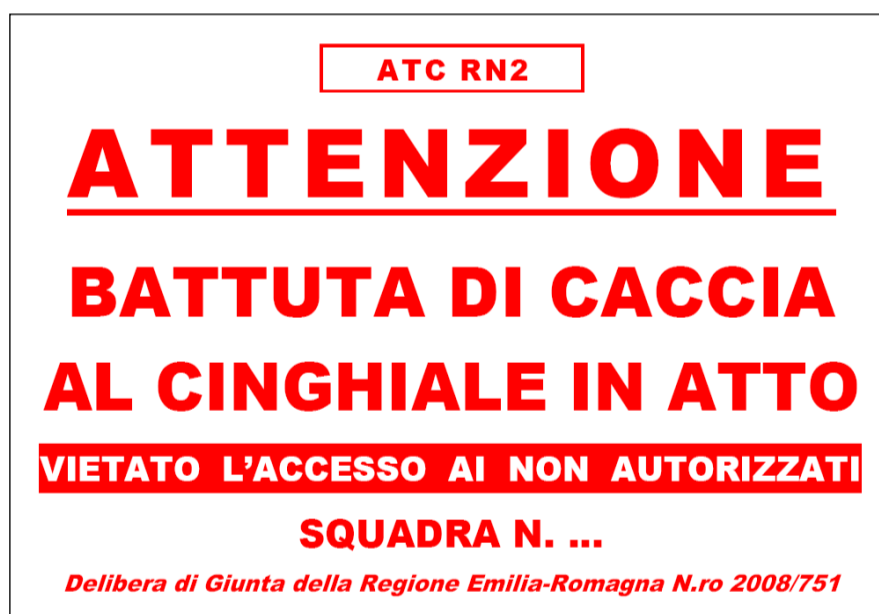 ATC RN2
ATTENZIONE
BATTUTA DI CACCIA
AL CINGHIALE IN ATTO
VIETATO L’ACCESSO AI NON AUTORIZZATI
SQUADRA N. ...
Delibera di Giunta della Regione Emilia-Romagna N.ro 2008/751